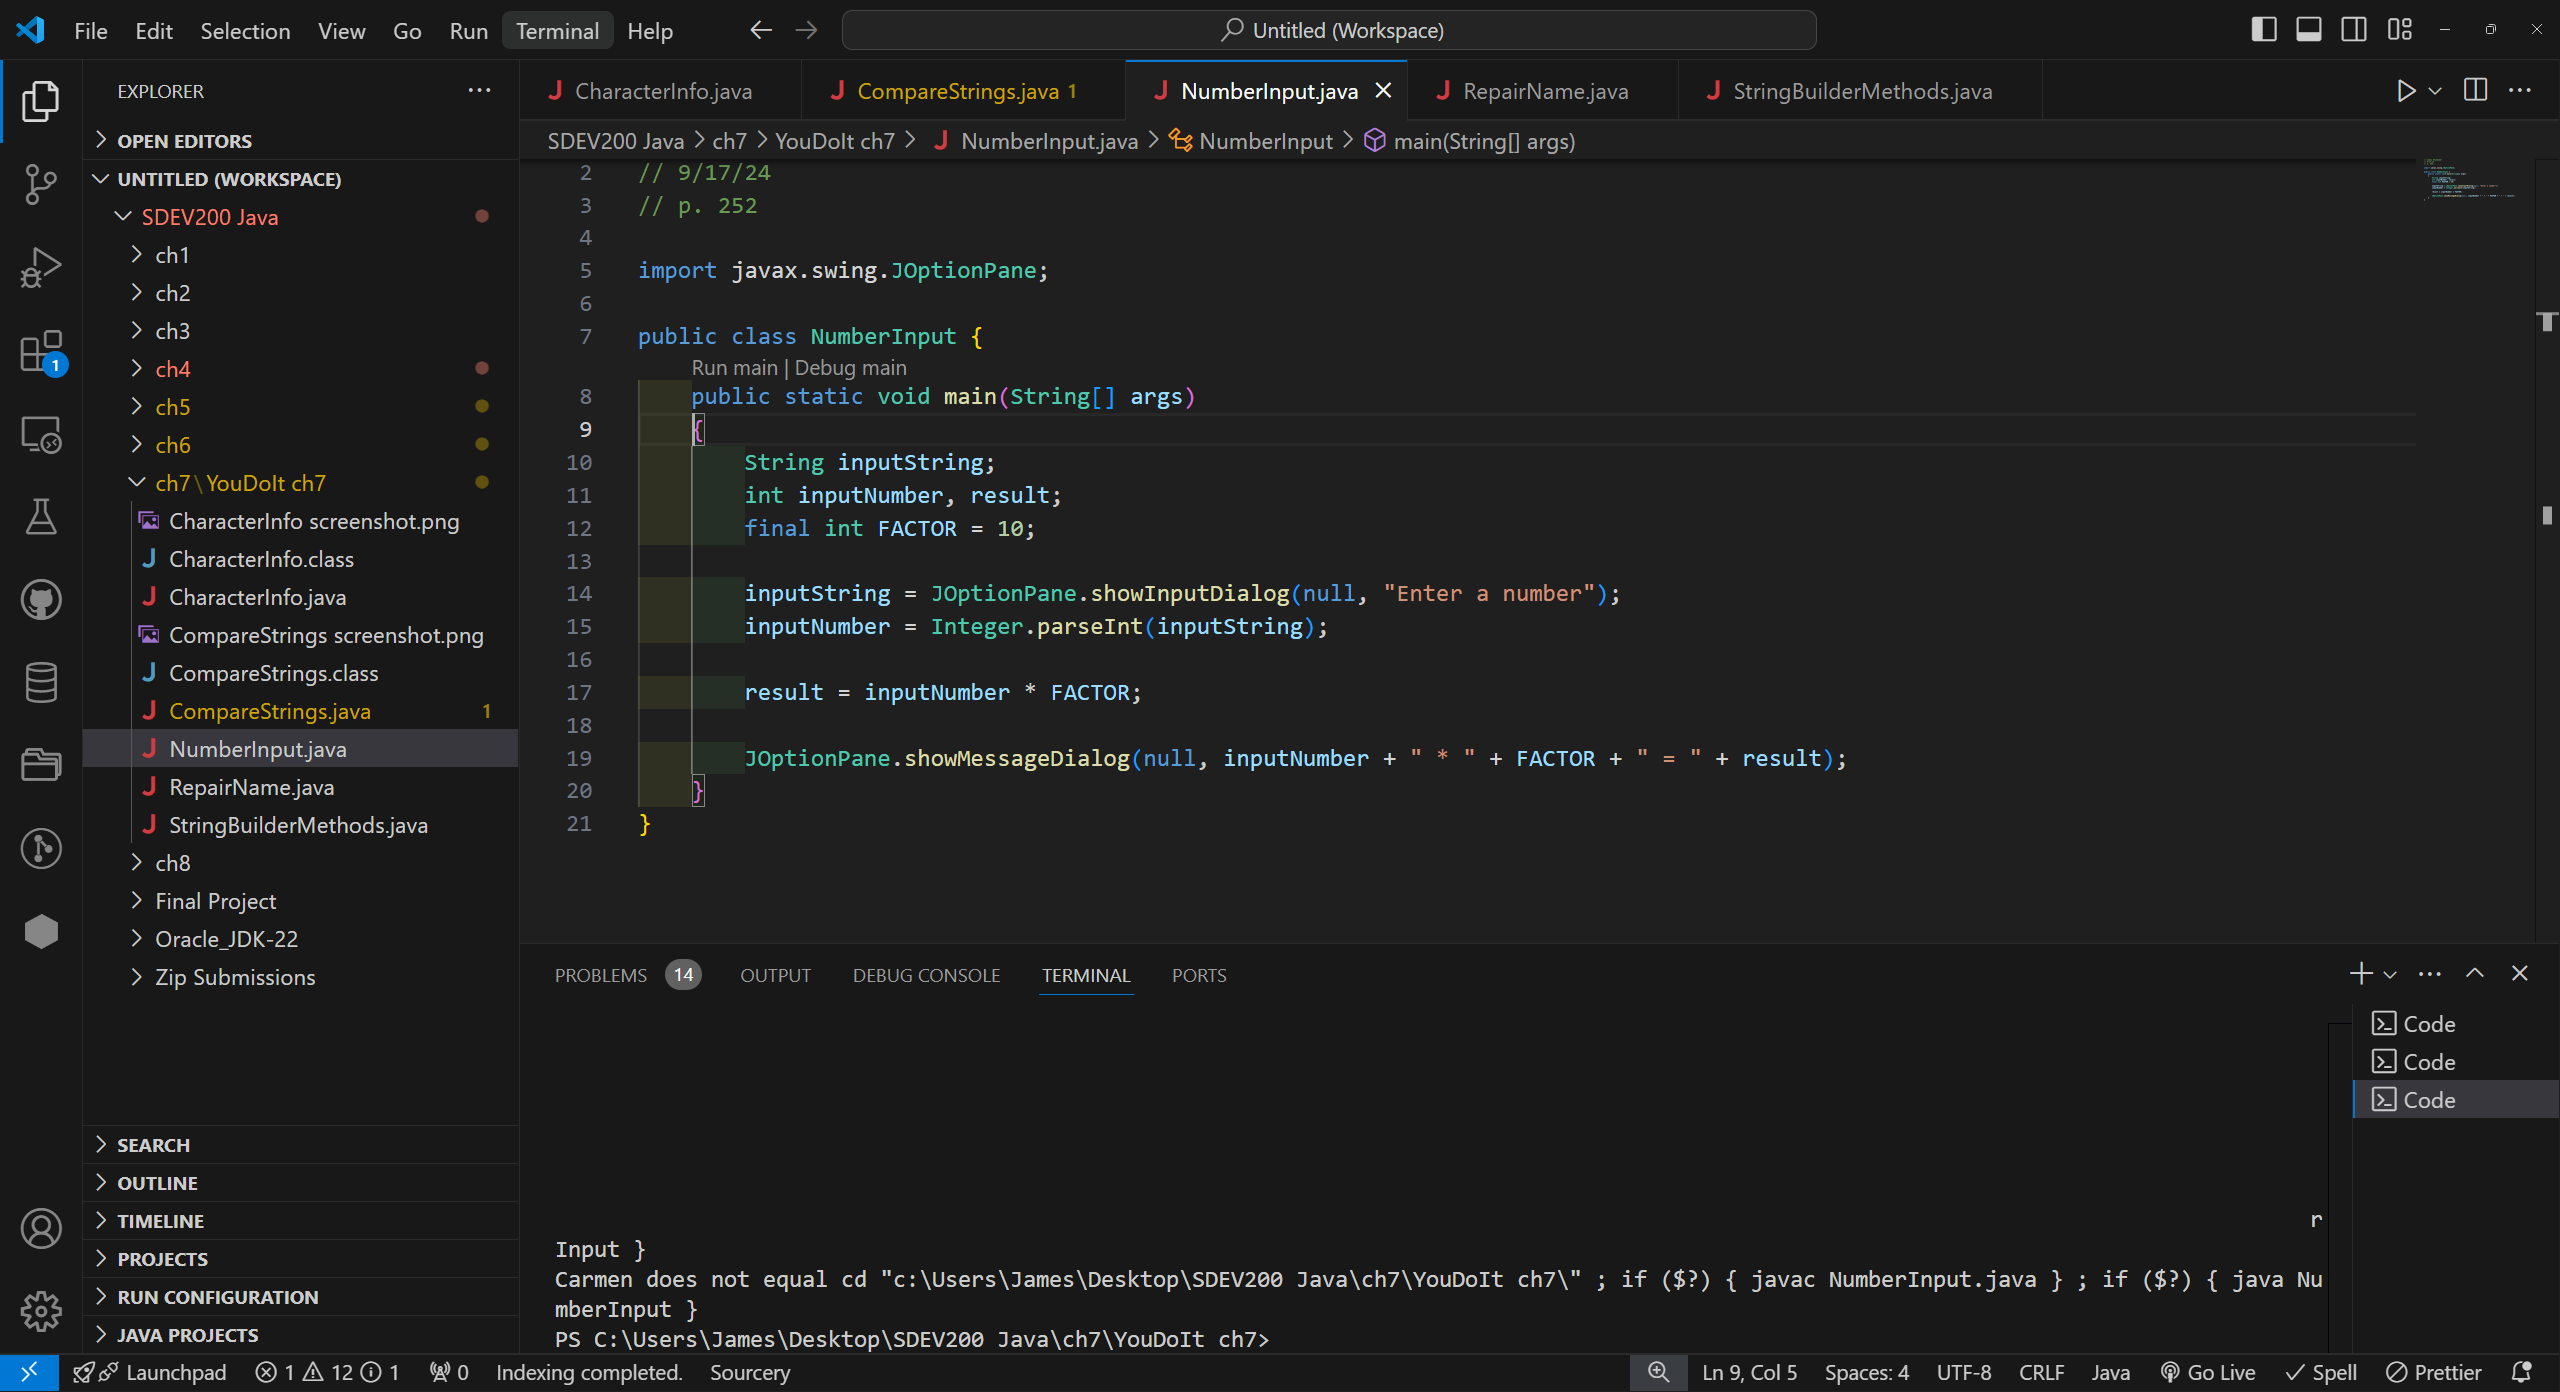 File Edit Selection View Go Run Terminal Help
Untitled (Workspace)
EXPLORER
OPEN EDITORS
UNTITLED (WORKSPACE)
SDEV200 Java
ch1
ch2
ch3
ch4
ch5
ch6
ch7\YouDoIt ch7
CharacterInfo screenshot.png
CharacterInfo.class
CharacterInfo.java
CompareStrings screenshot.png
CompareStrings.class
CompareStrings.java 1
NumberInput.java
RepairName.java
StringBuilderMethods.java
ch8
Final Project
Oracle_JDK-22
Zip Submissions
SEARCH
OUTLINE
TIMELINE
PROJECTS
RUN CONFIGURATION
JAVA PROJECTS
1
CharacterInfo.java CompareStrings.java 1 NumberInput.java RepairName.java StringBuilderMethods.java
SDEV200 Java > ch7 > YouDoIt ch7 > NumberInput.java > NumberInput > main(String[] args)
2 // 9/17/24
3 // p. 252
4
5 import javax.swing.JOptionPane;
6
7 public class NumberInput {
Run main | Debug main
8 public static void main(String[] args)
9 {
10 String inputString;
11 int inputNumber, result;
12 final int FACTOR = 10;
13
14 inputString = JOptionPane.showInputDialog(null, "Enter a number");
15 inputNumber = Integer.parseInt(inputString);
16
17 result = inputNumber * FACTOR;
18
19 JOptionPane.showMessageDialog(null, inputNumber + " * " + FACTOR + " = " + result);
20 }
21 }
PROBLEMS 14 OUTPUT DEBUG CONSOLE TERMINAL PORTS
Code
Code
Code
r
Input }
Carmen does not equal cd "c:\Users\James\Desktop\SDEV200 Java\ch7\YouDoIt ch7\" ; if ($?) { javac NumberInput.java } ; if ($?) { java Nu
mberInput }
PS C:\Users\James\Desktop\SDEV200 Java\ch7\YouDoIt ch7>
Launchpad 1 12 1 0 Indexing completed. Sourcery Ln 9, Col 5 Spaces: 4 UTF-8 CRLF Java Go Live Spell Prettier